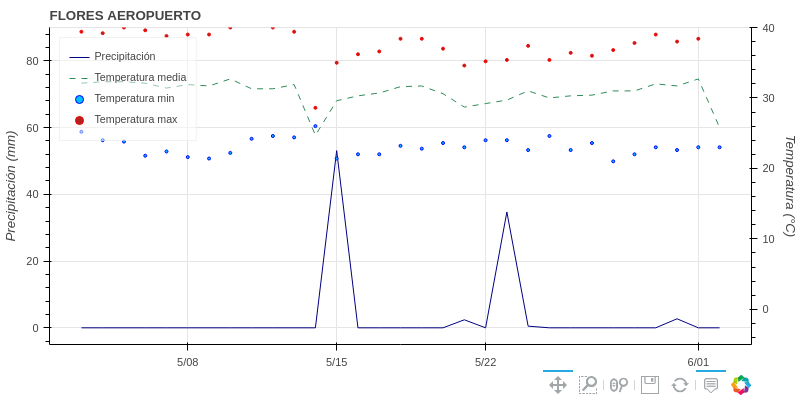 FLORES AEROPUERTO
Precipitación
Temperatura media
Temperatura min
Temperatura max
Precipitación (mm)
80
60
40
20
0
40
30
20
10
0
Temperatura (°C)
5/08 5/15 5/22 6/01